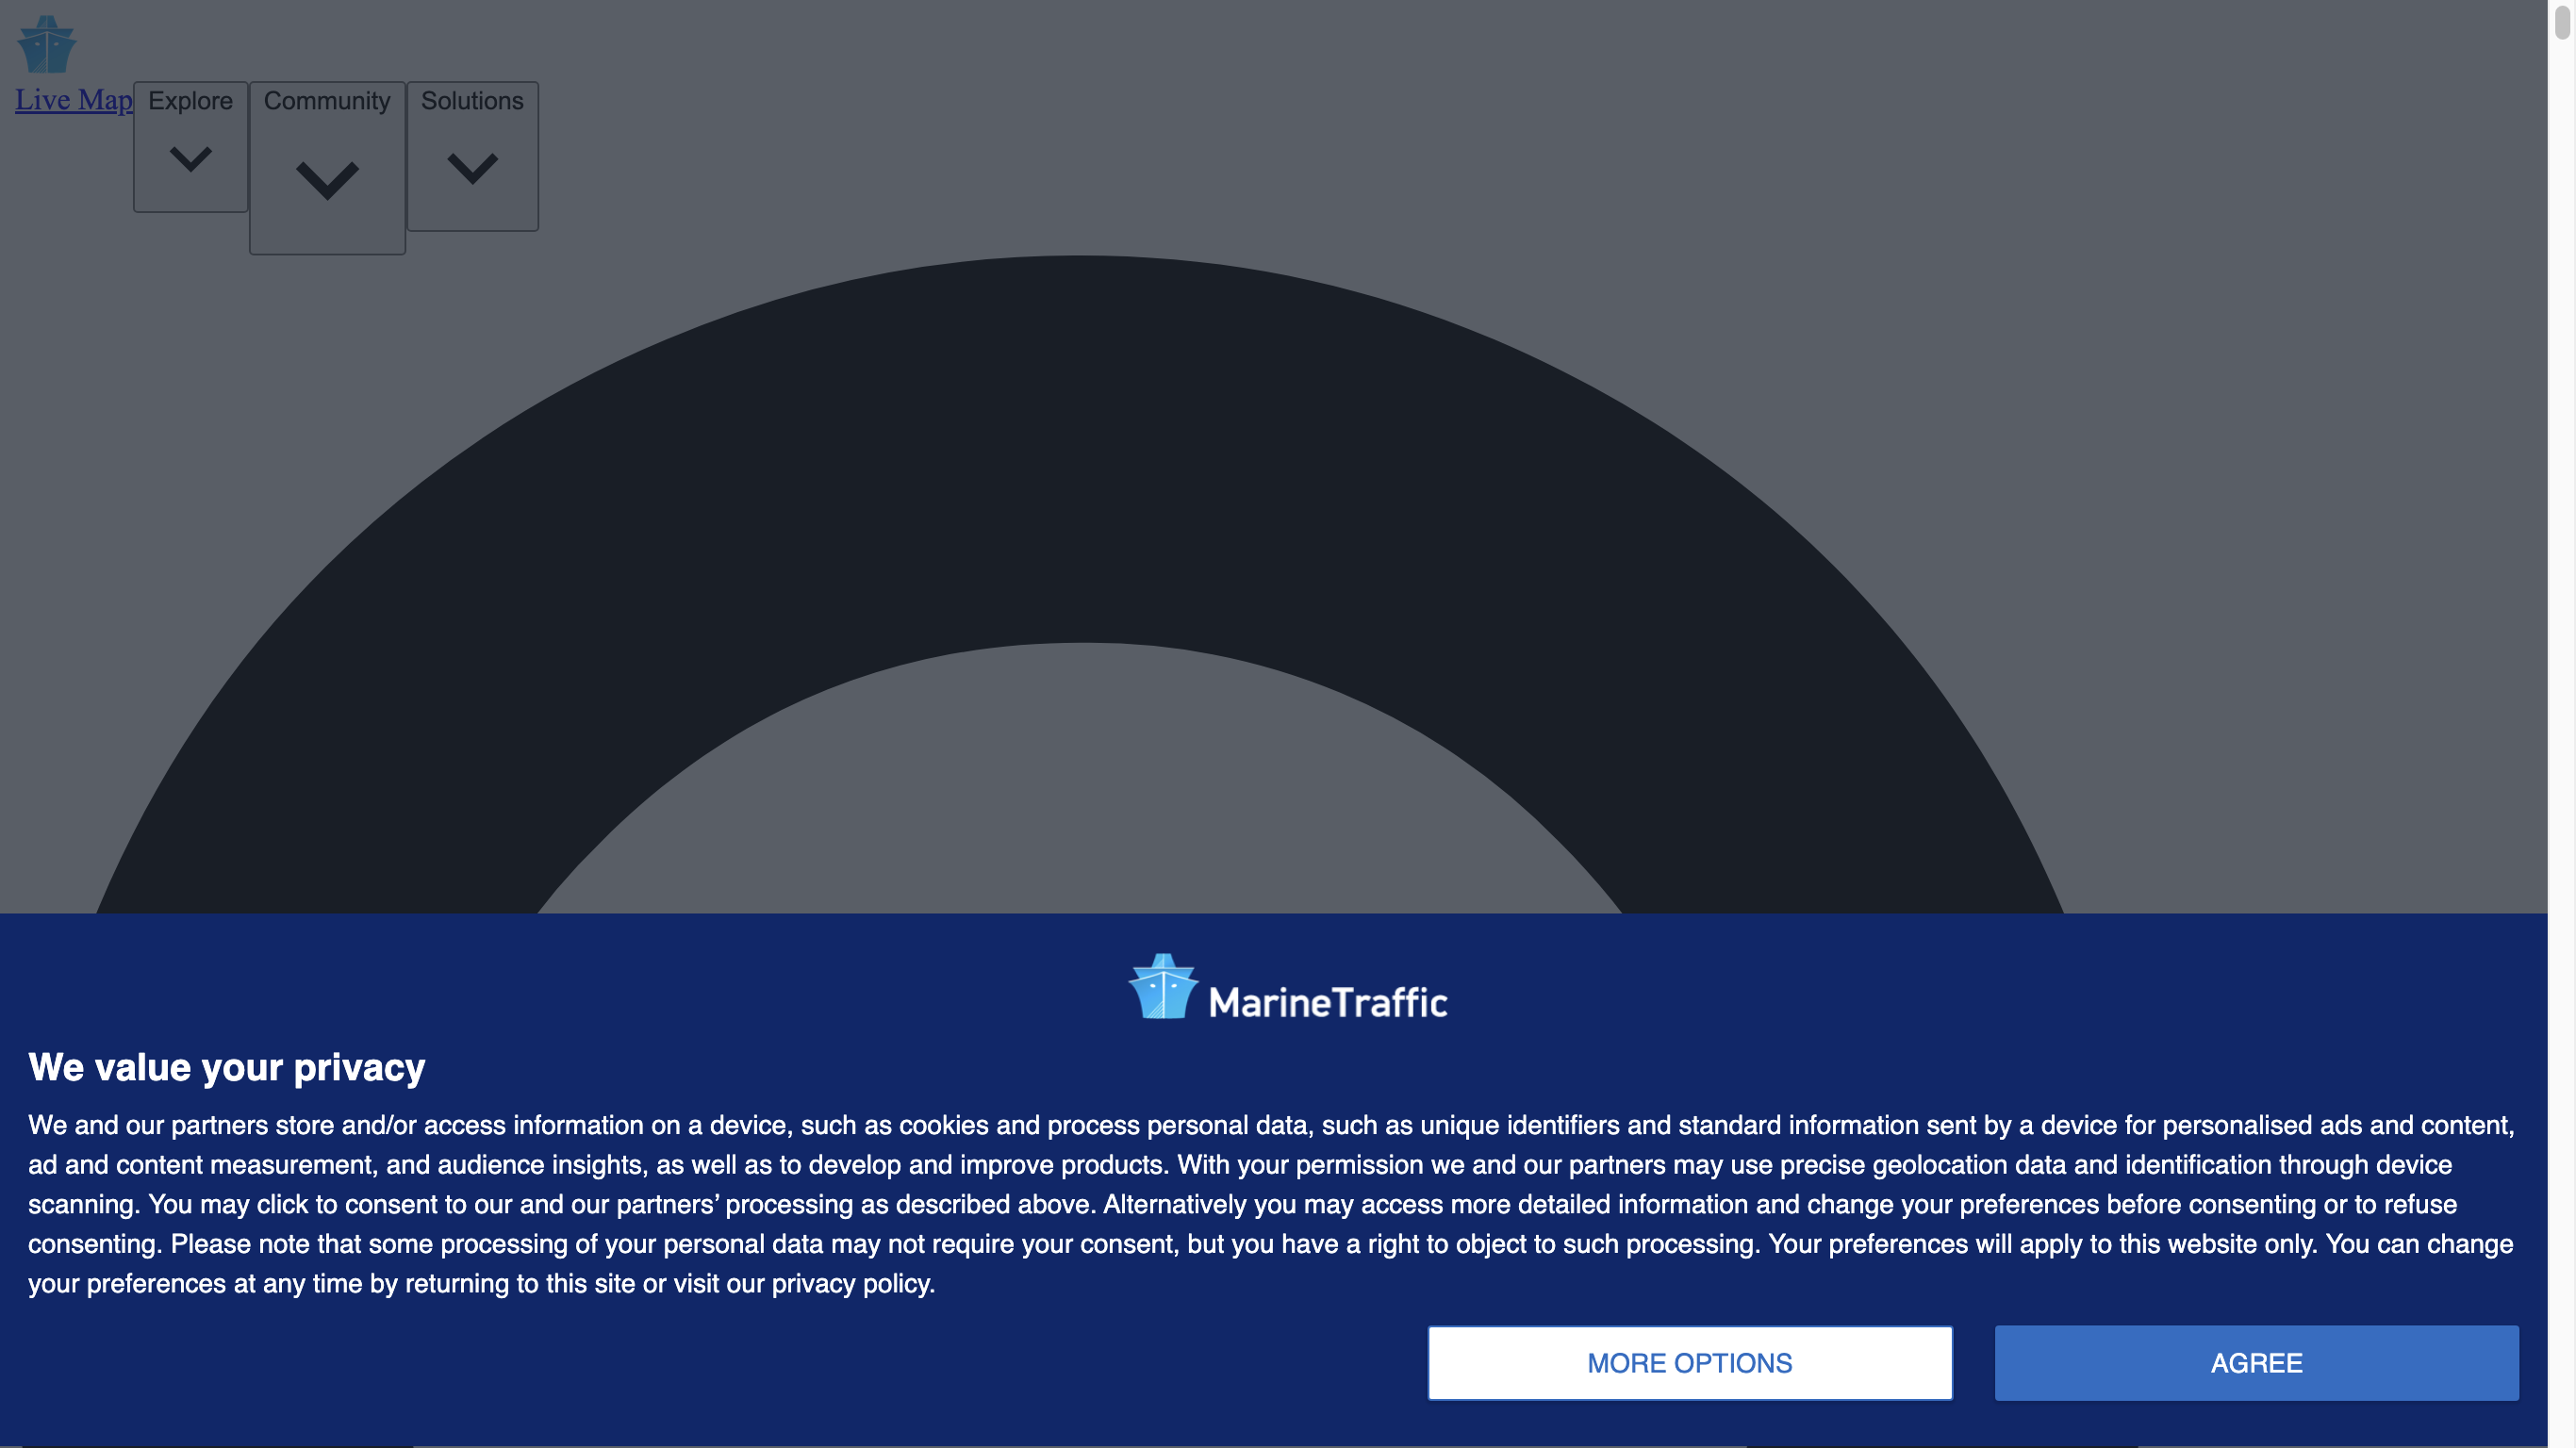 Live Map Explore Community Solutions
MarineTraffic
We value your privacy
We and our partners store and/or access information on a device, such as cookies and process personal data, such as unique identifiers and standard information sent by a device for personalised ads and content,
ad and content measurement, and audience insights, as well as to develop and improve products. With your permission we and our partners may use precise geolocation data and identification through device
scanning. You may click to consent to our and our partners’ processing as described above. Alternatively you may access more detailed information and change your preferences before consenting or to refuse
consenting. Please note that some processing of your personal data may not require your consent, but you have a right to object to such processing. Your preferences will apply to this website only. You can change
your preferences at any time by returning to this site or visit our privacy policy.
MORE OPTIONS AGREE